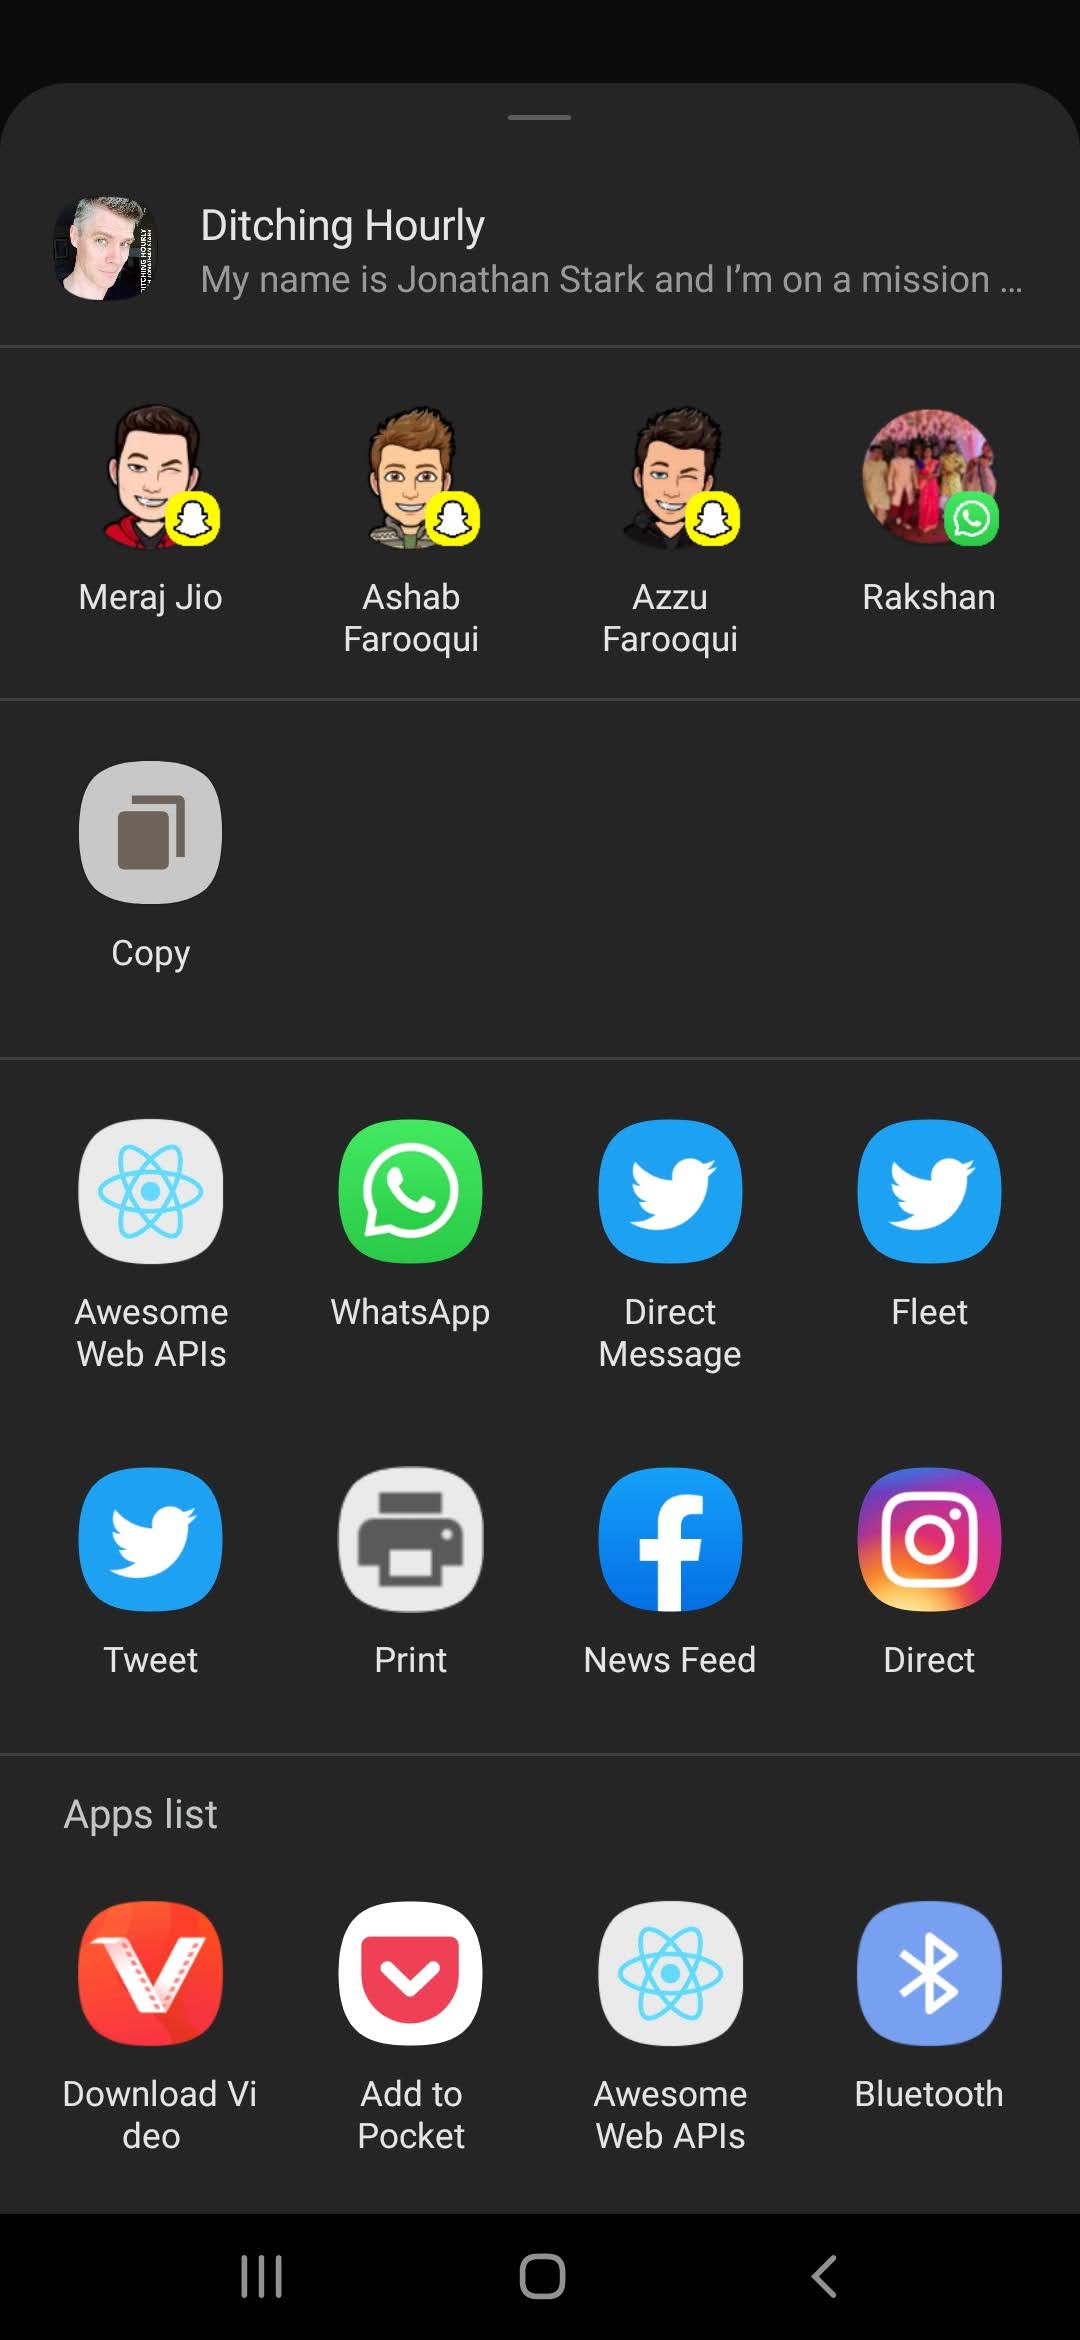 Ditching Hourly
My name is Jonathan Stark and I’m on a mission ...
Meraj Jio
Ashab
Farooqui
Azzu
Farooqui
Rakshan
Copy
Awesome
Web APIs
WhatsApp
Direct
Message
Fleet
Tweet
Print
News Feed
Direct
Apps list
Download Vi
deo
Add to
Pocket
Awesome
Web APIs
Bluetooth